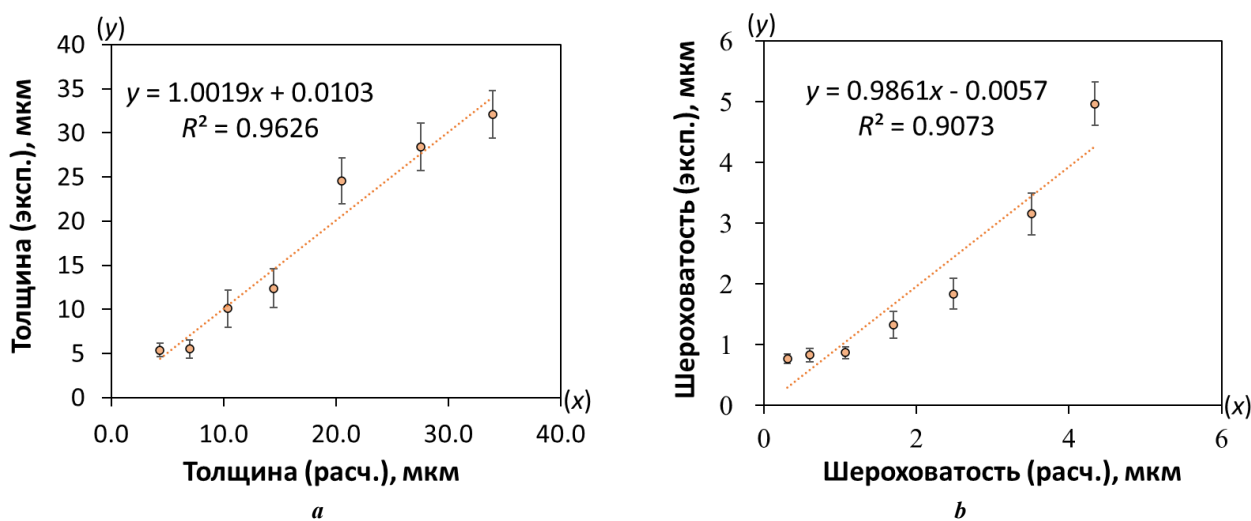 (y)
40
35
30
25
20
15
10
5
0
y = 1.0019x + 0.0103
R² = 0.9626
Толщина (эксп.), мкм
(x)
0.0 10.0 20.0 30.0 40.0
Толщина (расч.), мкм
a
(y)
6
5
4
3
2
1
0
y = 0.9861x - 0.0057
R² = 0.9073
Шероховатость (эксп.), мкм
(x)
0 2 4 6
Шероховатость (расч.), мкм
b